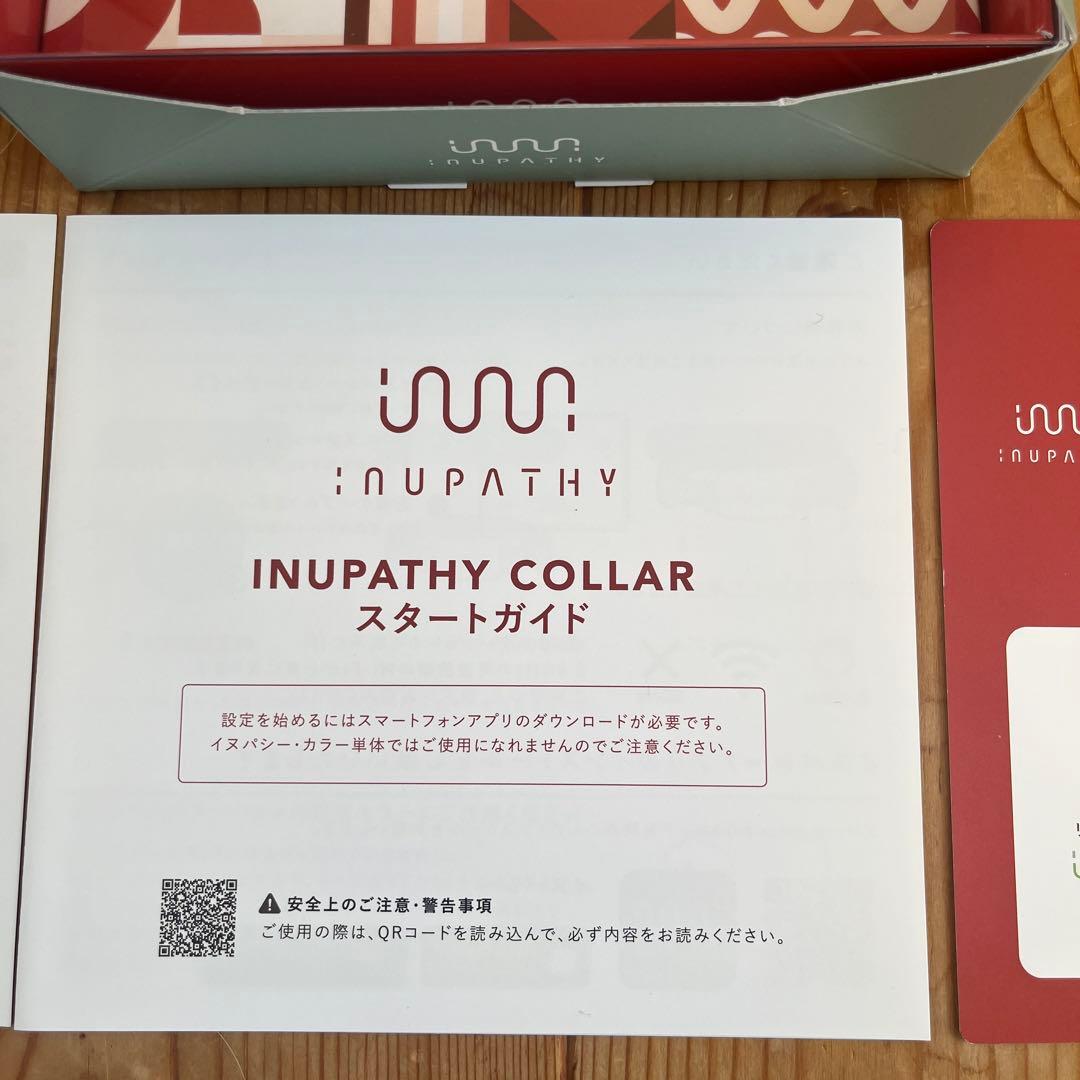 INUPATHY
INUPATHY
INUPATHY COLLAR
スタートガイド
設定を始めるにはスマートフォンアプリのダウンロードが必要です。
イヌパシー・カラー単体ではご使用になれませんのでご注意ください。
安全上のご注意・警告事項
ご使用の際は、QRコードを読み込んで、必ず内容をお読みください。
INUPA